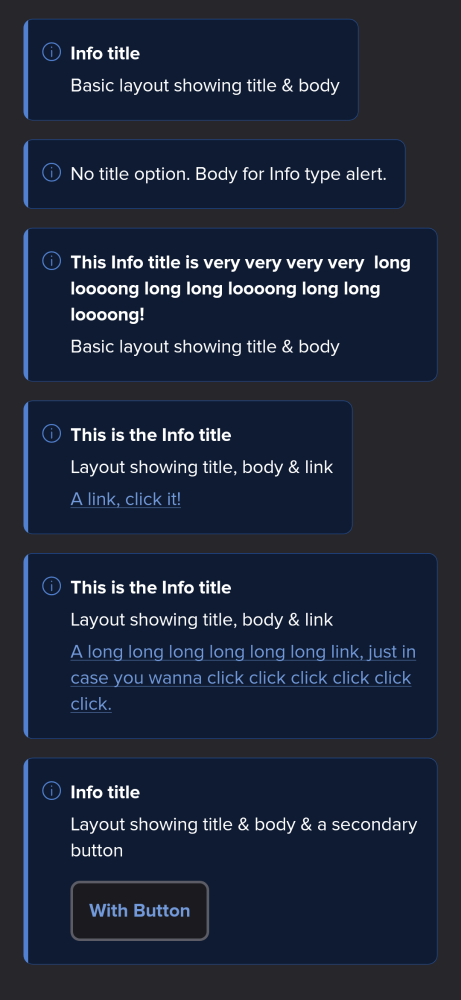 Info title
Basic layout showing title & body
No title option. Body for Info type alert.
This Info title is very very very very  long
loooong long long loooong long long
loooong!
Basic layout showing title & body
This is the Info title
Layout showing title, body & link
A link, click it!
This is the Info title
Layout showing title, body & link
A long long long long long long link, just in
case you wanna click click click click click
click.
Info title
Layout showing title & body & a secondary
button
With Button